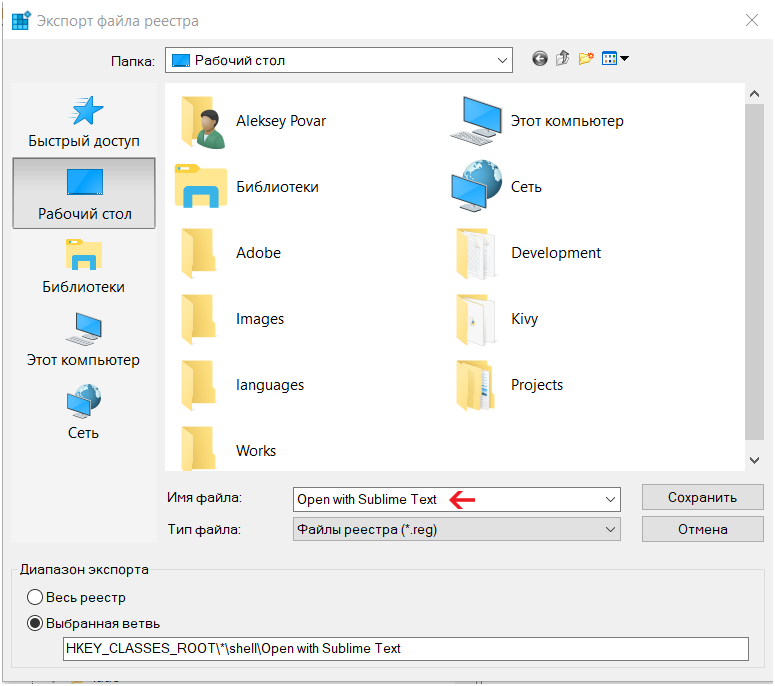 Экспорт файла реестра
Папка:
Рабочий стол
Быстрый доступ
Рабочий стол
Библиотеки
Этот компьютер
Сеть
Aleksey Povar
Этот компьютер
Библиотеки
Сеть
Adobe
Development
Images
Kivy
languages
Projects
Works
Имя файла:
Open with Sublime Text
Сохранить
Тип файла:
Файлы реестра (*.reg)
Отмена
Диапазон экспорта
Весь реестр
Выбранная ветвь
HKEY_CLASSES_ROOT\*\shell\Open with Sublime Text